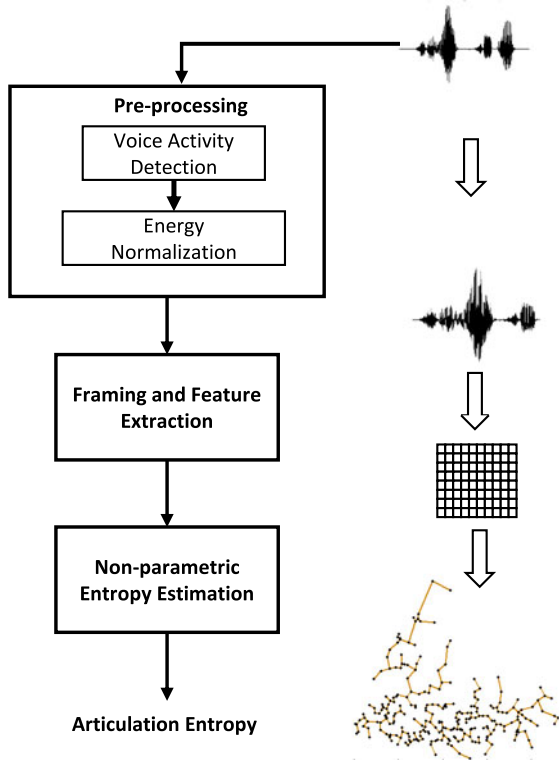 Pre-processing
Voice Activity
Detection
Energy
Normalization
Framing and Feature
Extraction
Non-parametric
Entropy Estimation
Articulation Entropy